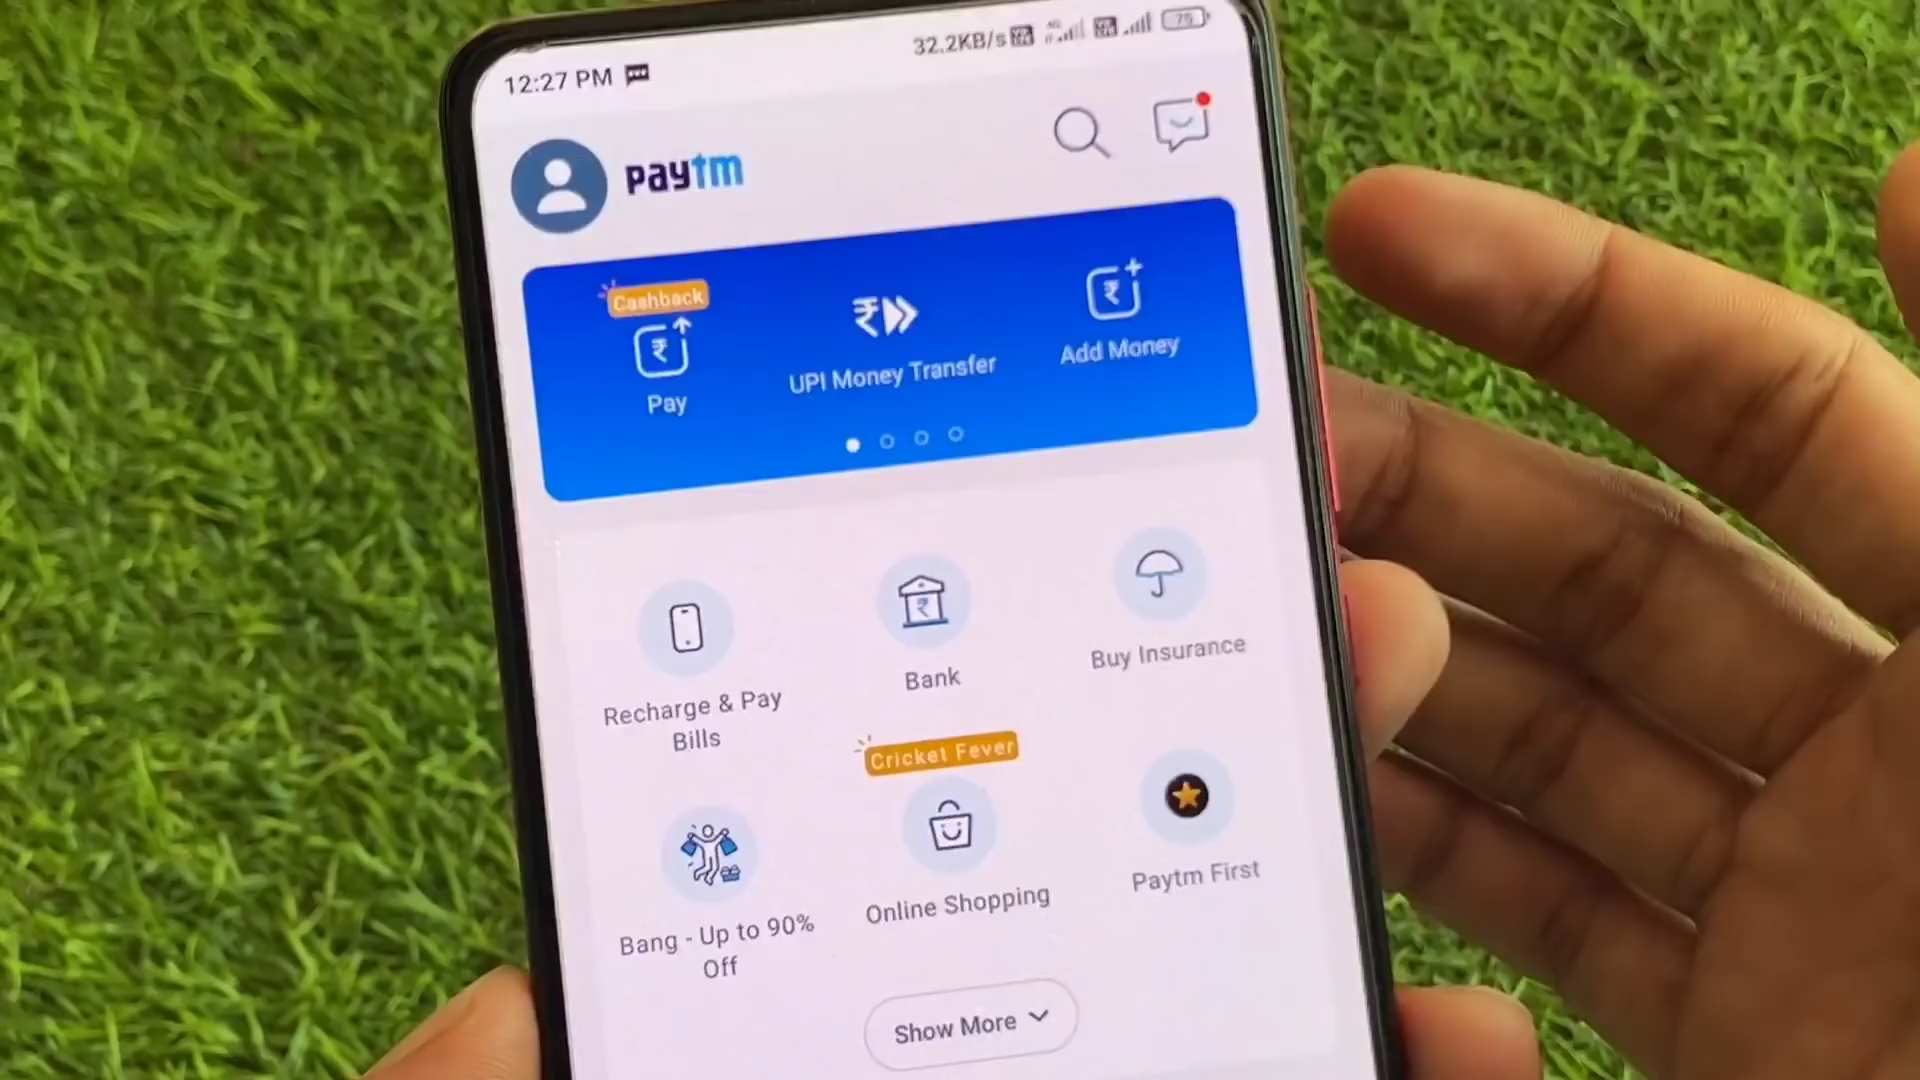 12:27 PM
32.2KB/s
75
paytm
Cashback
Pay
UPI Money Transfer
Add Money
Recharge & Pay
Bills
Bank
Buy Insurance
Cricket Fever
Bang - Up to 90%
Off
Online Shopping
Paytm First
Show More